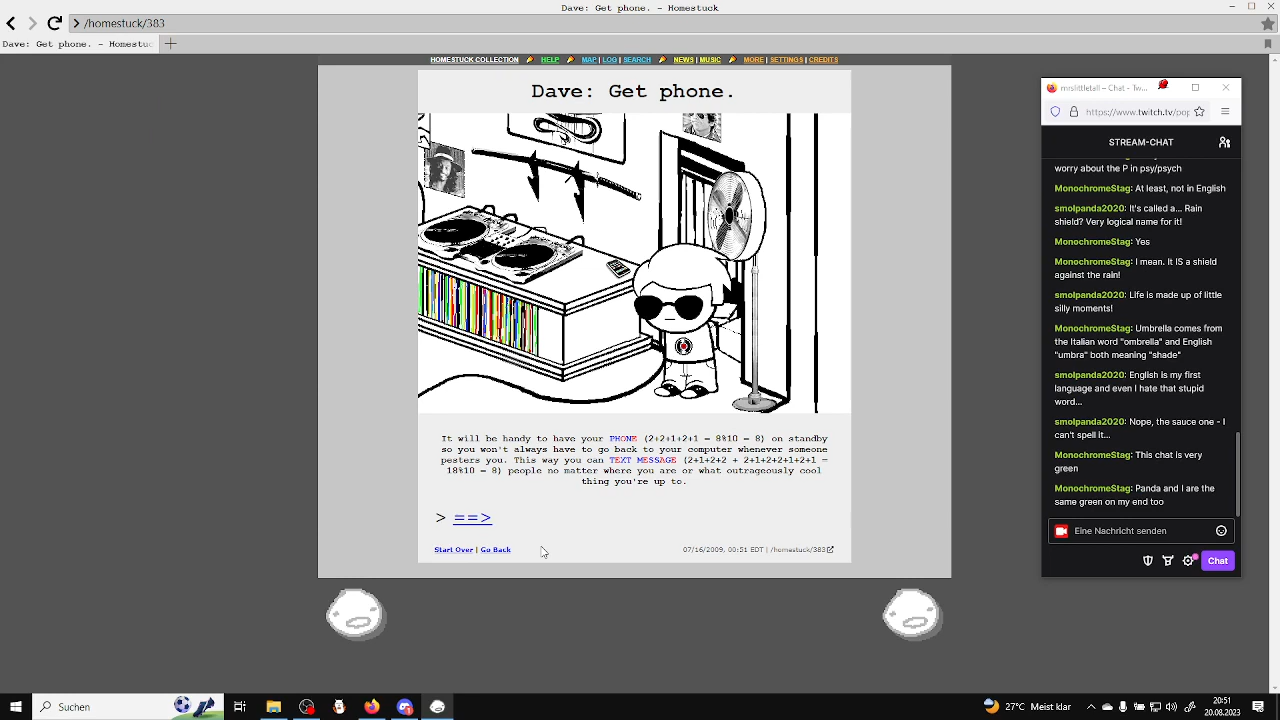 Dave: Get phone. - Homestuck
/homestuck/383
Dave: Get phone. - Homestuc
HOMESTUCK COLLECTION HELP MAP | LOG | SEARCH NEWS | MUSIC MORE | SETTINGS | CREDITS
Dave: Get phone.
It will be handy to have your PHONE (2+2+1+2+1 = 8%10 = 8) on standby
so you won't always have to go back to your computer whenever someone
pesters you. This way you can TEXT MESSAGE (2+1+2+2 + 2+1+2+2+1+2+1 =
18%10 = 8) people no matter where you are or what outrageously cool
thing you're up to.
> ==>
Start Over | Go Back
07/16/2009, 00:51 EDT | /homestuck/383
mrslittletall – Chat - Tw...
https://www.twitch.tv/pop
STREAM-CHAT
worry about the P in psy/psych
MonochromeStag: At least, not in English
smolpanda2020: It's called a... Rain
shield? Very logical name for it!
MonochromeStag: Yes
MonochromeStag: I mean. It IS a shield
against the rain!
smolpanda2020: Life is made up of little
silly moments!
MonochromeStag: Umbrella comes from
the Italian word "ombrella" and English
"umbra" both meaning "shade"
smolpanda2020: English is my first
language and even I hate that stupid
word...
smolpanda2020: Nope, the sauce one - I
can't spell it...
MonochromeStag: This chat is very
green
MonochromeStag: Panda and I are the
same green on my end too
Eine Nachricht senden
Chat
Suchen
27°C Meist klar
20:51
20.08.2023